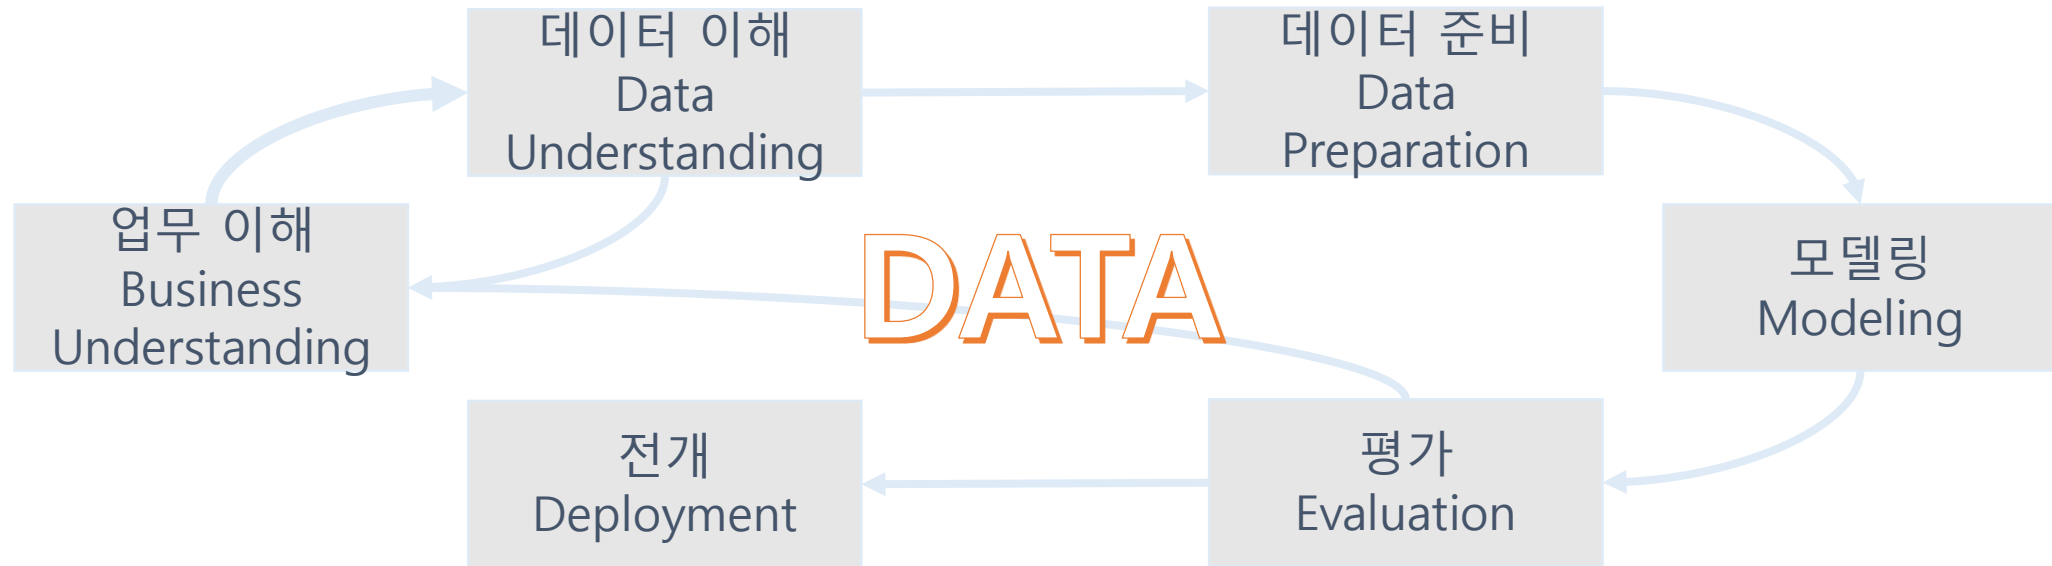 데이터 이해
Data
Understanding
데이터 준비
Data
Preparation
업무 이해
Business
Understanding
DATA
모델링
Modeling
전개
Deployment
평가
Evaluation